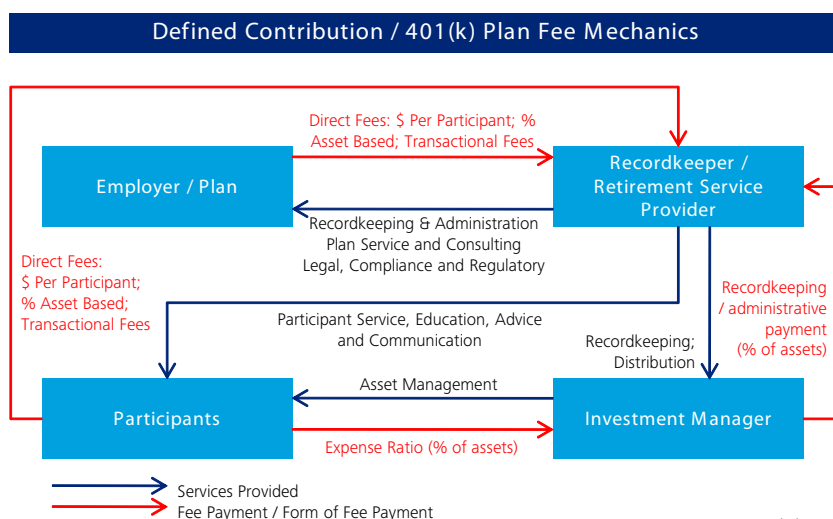 Defined Contribution / 401(k) Plan Fee Mechanics
Direct Fees: $ Per Participant; %
Asset Based; Transactional Fees
Employer / Plan
Recordkeeper /
Retirement Service
Provider
Recordkeeping & Administration
Plan Service and Consulting
Legal, Compliance and Regulatory
Direct Fees:
$ Per Participant;
% Asset Based;
Transactional Fees
Recordkeeping
/ administrative
payment
(% of assets)
Participant Service, Education, Advice
and Communication
Recordkeeping;
Distribution
Asset Management
Participants
Investment Manager
Expense Ratio (% of assets)
Services Provided
Fee Payment / Form of Fee Payment